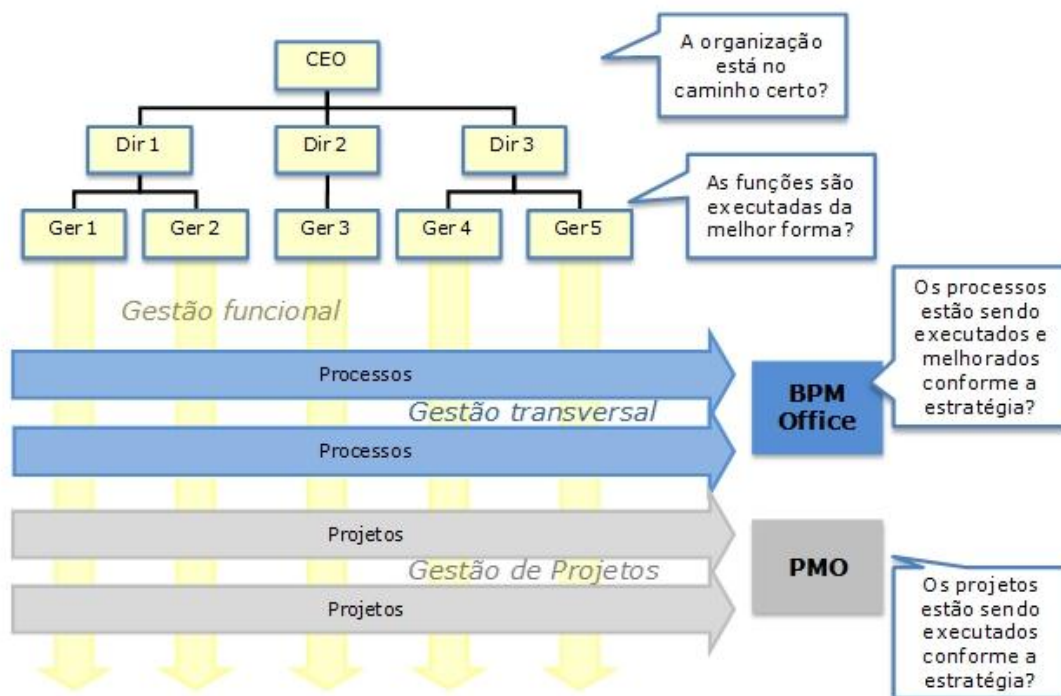 CEO
A organização
está no
caminho certo?
Dir 1
Dir 2
Dir 3
As funções são
executadas da
melhor forma?
Ger 1
Ger 2
Ger 3
Ger 4
Ger 5
Gestão funcional
Os processos
estão sendo
executados e
melhorados
conforme a
estratégia?
Processos
Gestão transversal
BPM
Office
Processos
Projetos
Gestão de Projetos
PMO
Projetos
Os projetos
estão sendo
executados
conforme a
estratégia?